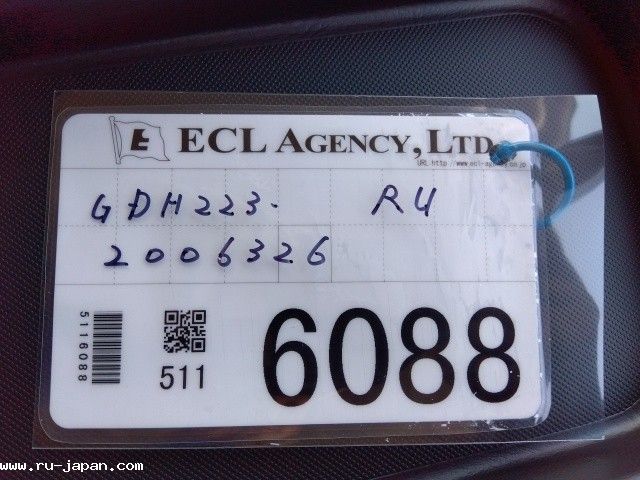 E ECL AGENCY, LTD.
URL.http://www.ecl-agency.co.jp
GDH223- RU
2006326
5116088
511
6088
www.ru-japan.com